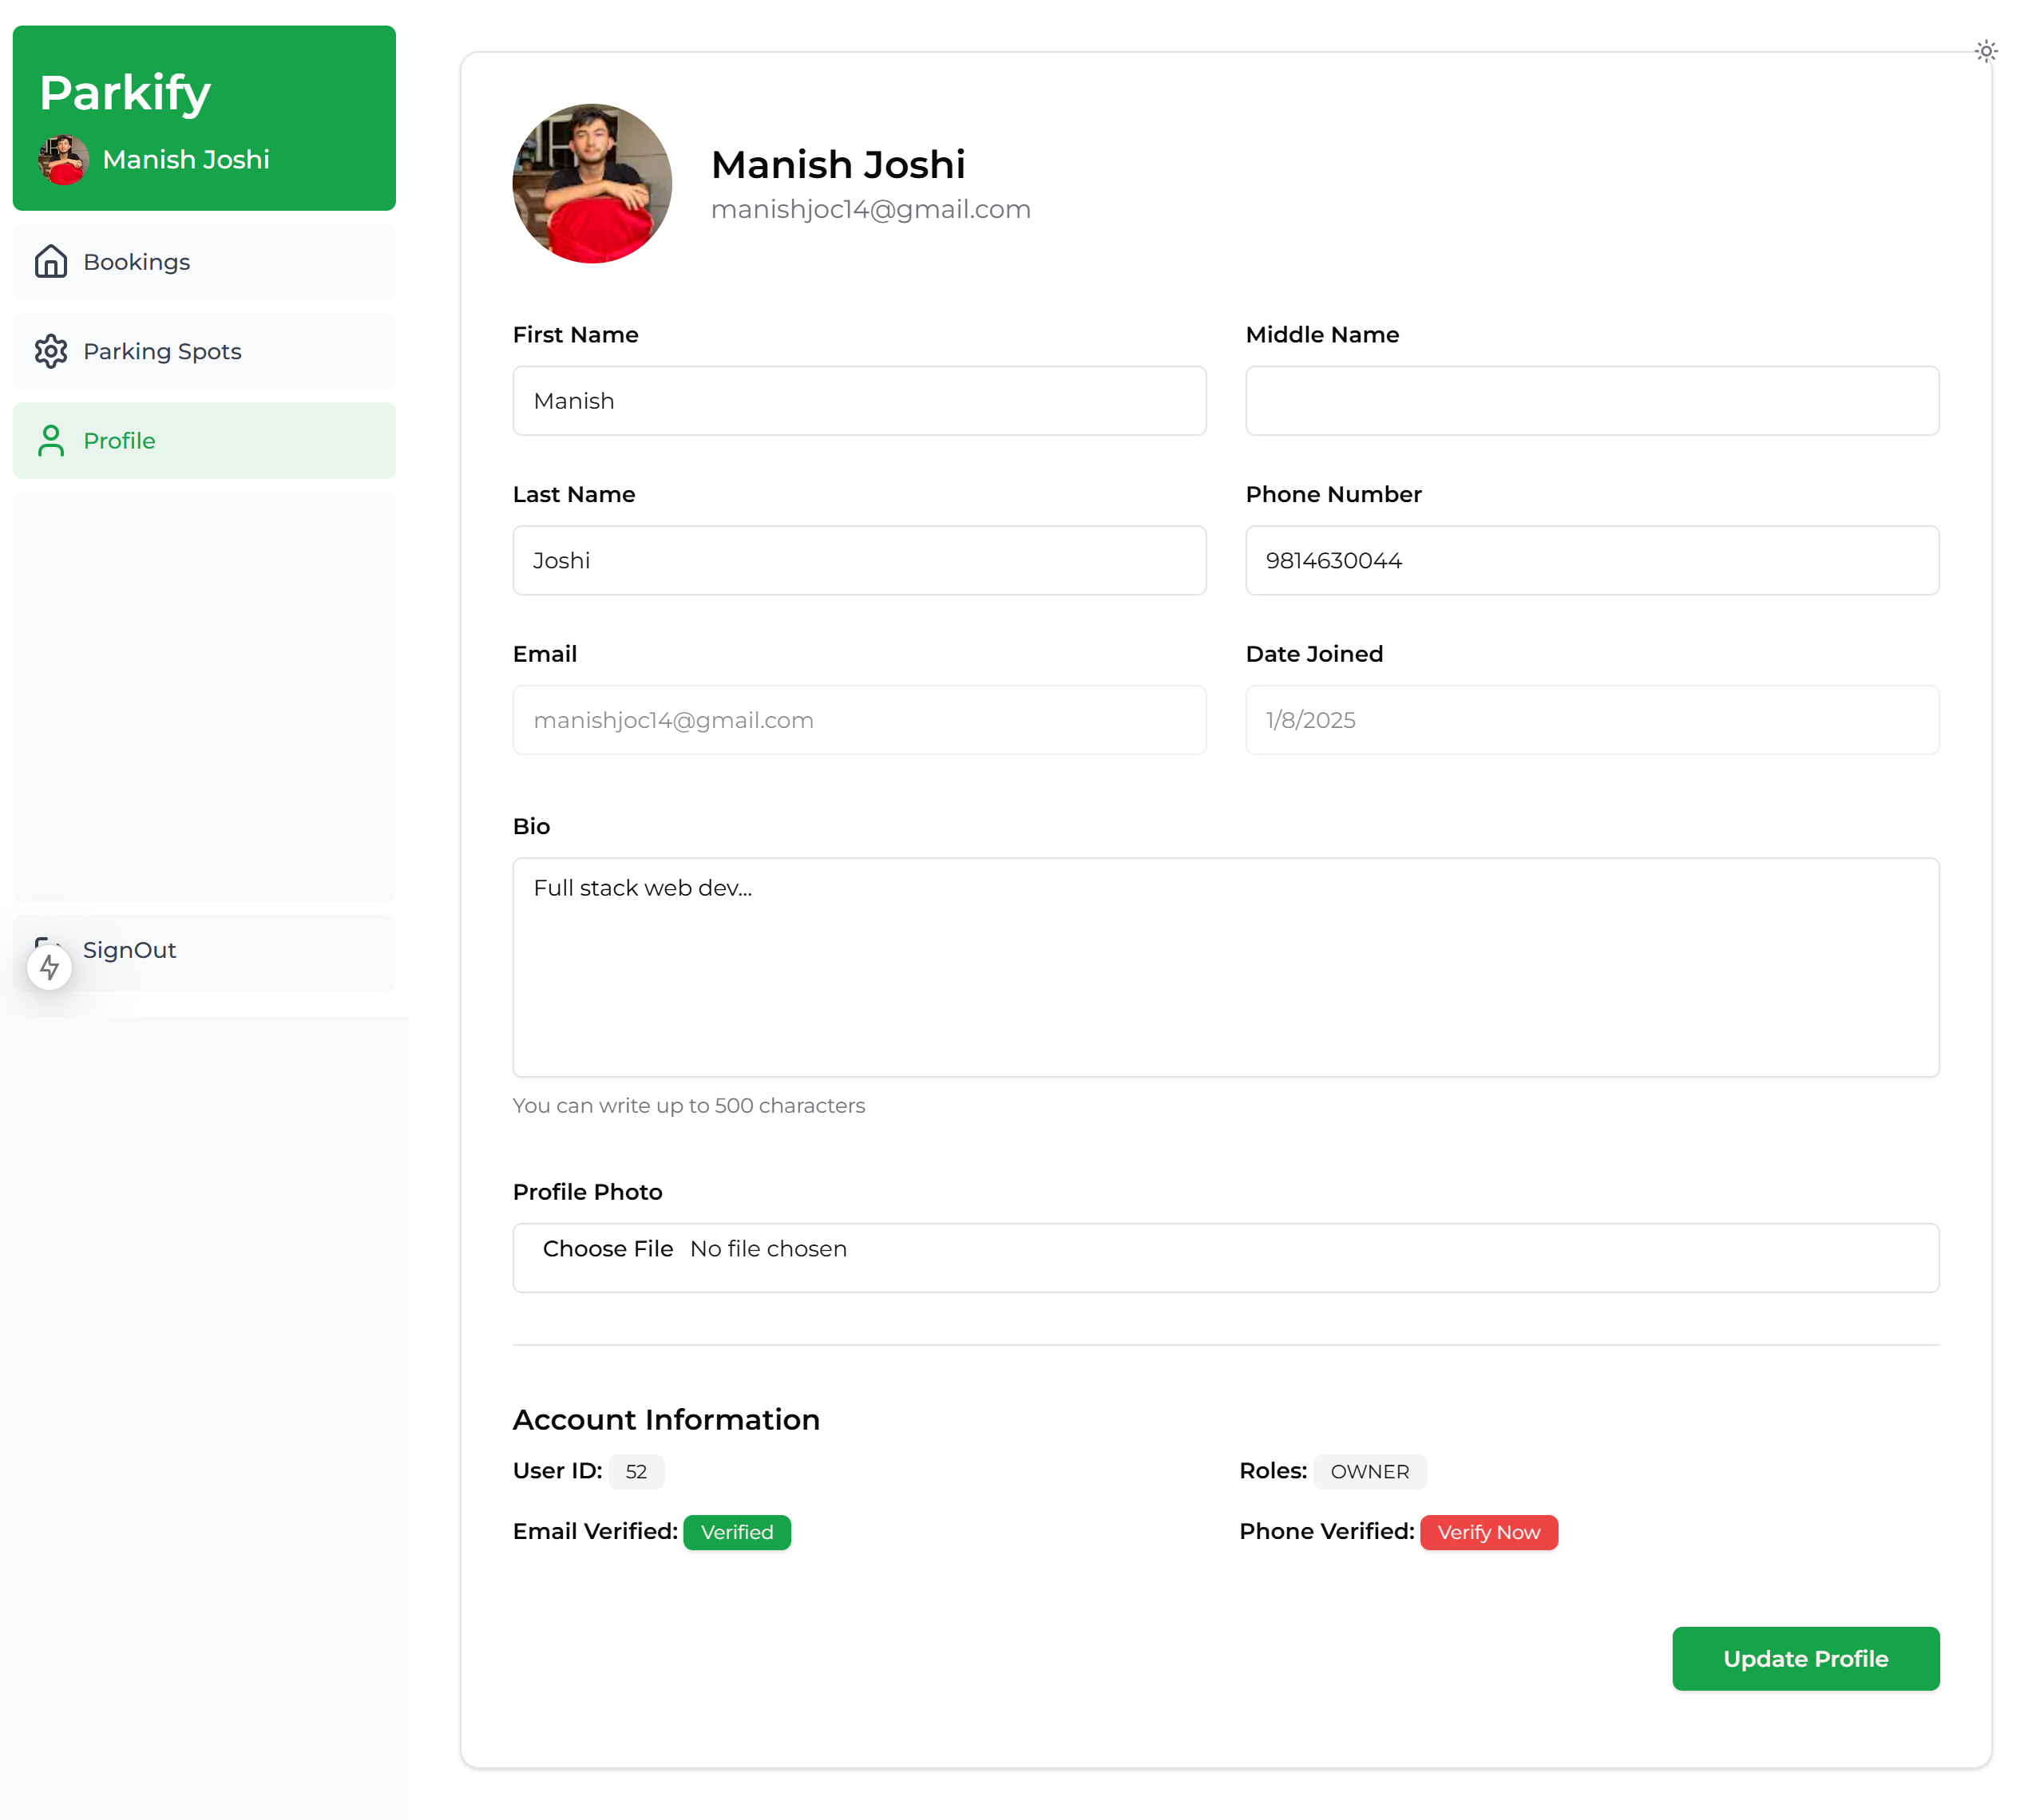 Parkify
Manish Joshi
Bookings
Parking Spots
Profile
SignOut
Manish Joshi
manishjoc14@gmail.com
First Name
Middle Name
Manish
Last Name
Phone Number
Joshi
9814630044
Email
Date Joined
manishjoc14@gmail.com
1/8/2025
Bio
Full stack web dev...
You can write up to 500 characters
Profile Photo
Choose File No file chosen
Account Information
User ID: 52
Roles: OWNER
Email Verified: Verified
Phone Verified: Verify Now
Update Profile